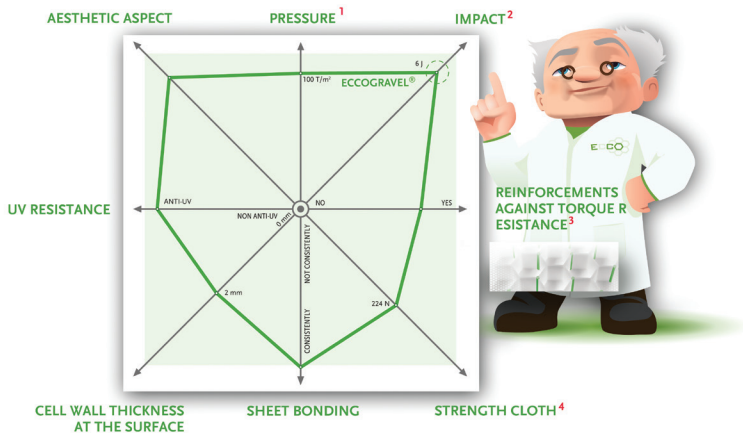 AESTHETIC ASPECT
PRESSURE 1
IMPACT 2
6 J
100 T/m²
ECCOGRAVEL®
ECCO
UV RESISTANCE
ANTI-UV
NON ANTI-UV
0 mm
NO
YES
REINFORCEMENTS
AGAINST TORQUE R
ESISTANCE 3
NOT CONSISTENTLY
CONSISTENTLY
2 mm
224 N
CELL WALL THICKNESS
AT THE SURFACE
SHEET BONDING
STRENGTH CLOTH 4